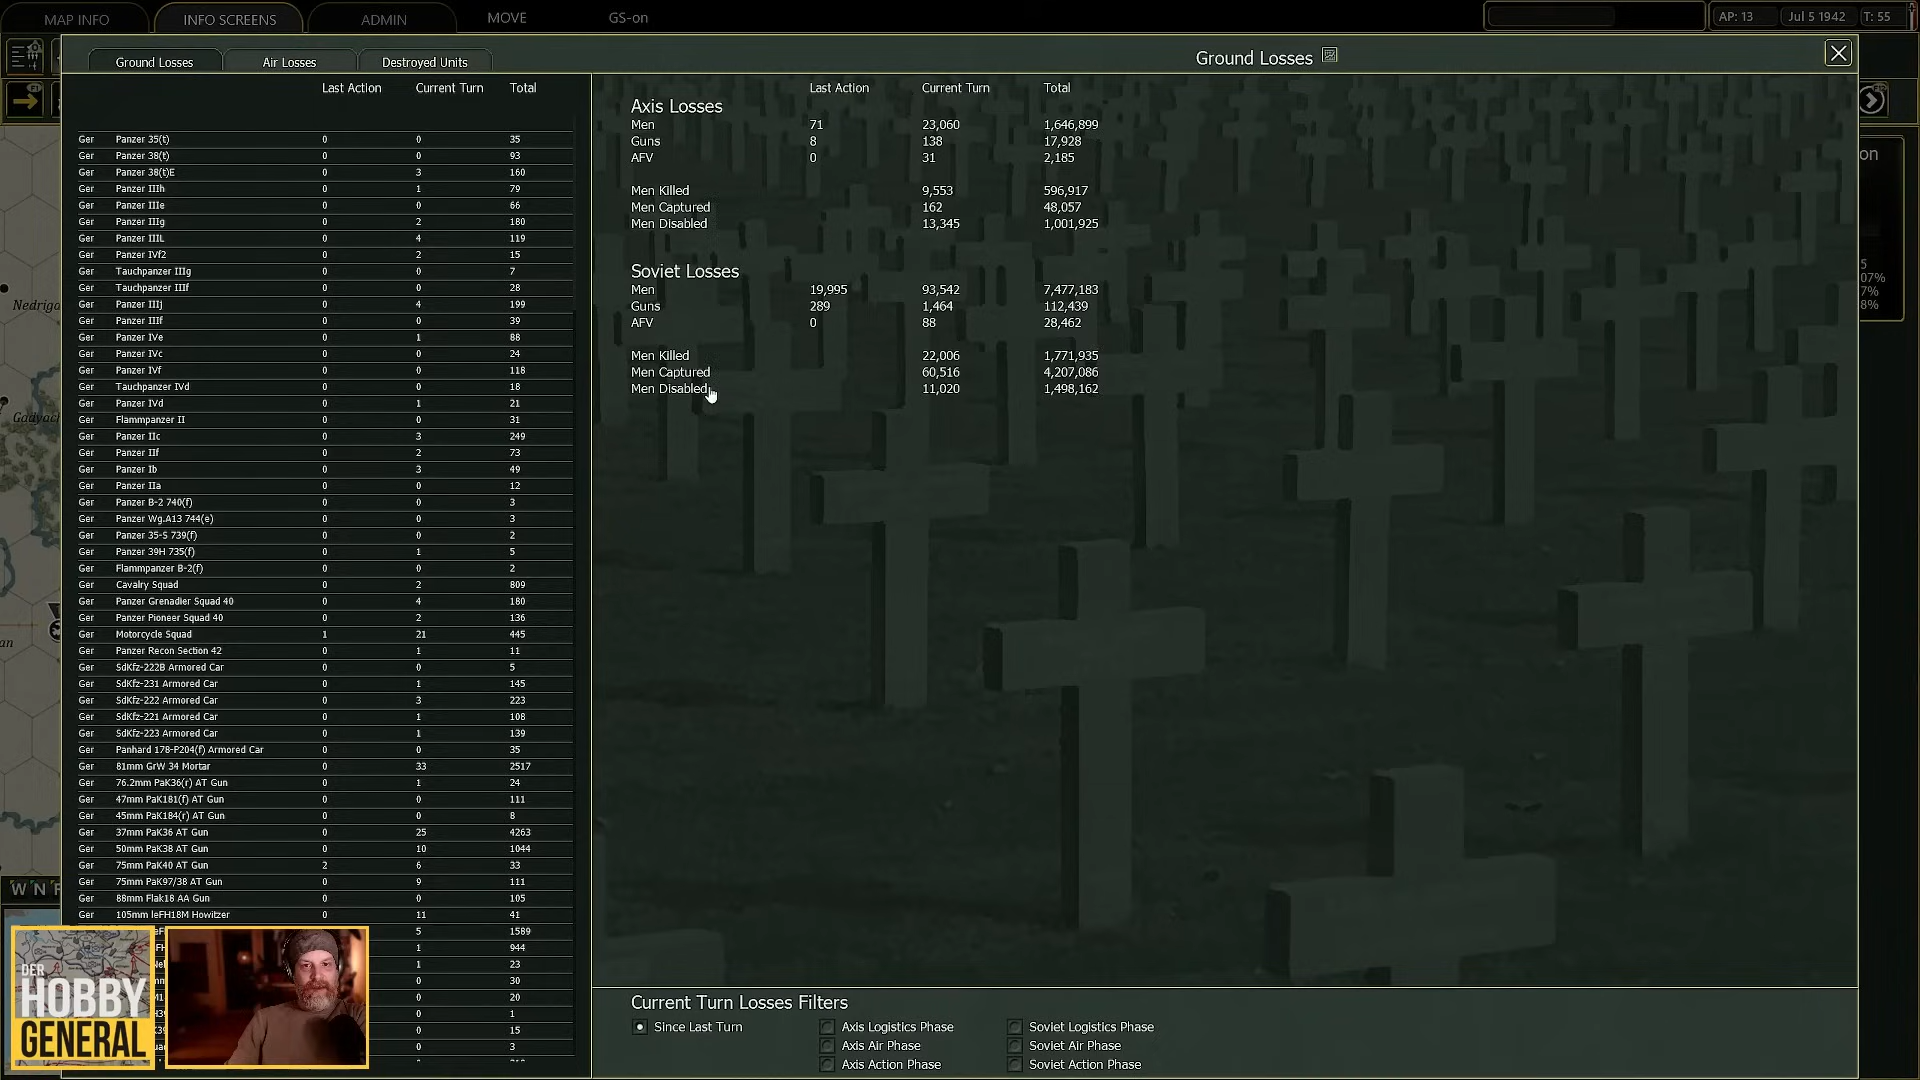 MAP INFO INFO SCREENS ADMIN MOVE GS-on AP: 13 Jul 5 1942 T: 55
Ground Losses Air Losses Destroyed Units Ground Losses
Last Action Current Turn Total
Ger Panzer 35(t) 0 0 35
Ger Panzer 38(t) 0 0 93
Ger Panzer 38(t)E 0 3 160
Ger Panzer IIIh 0 1 79
Ger Panzer IIIe 0 0 66
Ger Panzer IIIg 0 2 180
Ger Panzer IIIL 0 4 119
Ger Panzer IVf2 0 2 15
Ger Tauchpanzer IIIg 0 0 7
Ger Tauchpanzer IIIf 0 0 28
Ger Panzer IIIj 0 4 199
Ger Panzer IIIf 0 0 39
Ger Panzer IVe 0 1 88
Ger Panzer IVc 0 0 24
Ger Panzer IVf 0 0 118
Ger Tauchpanzer IVd 0 0 18
Ger Panzer IVd 0 1 21
Ger Flammpanzer II 0 0 31
Ger Panzer IIc 0 3 249
Ger Panzer IIf 0 2 73
Ger Panzer Ib 0 3 49
Ger Panzer IIa 0 0 12
Ger Panzer B-2 740(f) 0 0 3
Ger Panzer Wg.A13 744(e) 0 0 3
Ger Panzer 35-S 739(f) 0 0 2
Ger Panzer 39H 735(f) 0 1 5
Ger Flammpanzer B-2(f) 0 0 2
Ger Cavalry Squad 0 2 809
Ger Panzer Grenadier Squad 40 0 4 180
Ger Panzer Pioneer Squad 40 0 2 136
Ger Motorcycle Squad 1 21 445
Ger Panzer Recon Section 42 0 1 11
Ger SdKfz-222B Armored Car 0 0 5
Ger SdKfz-231 Armored Car 0 1 145
Ger SdKfz-222 Armored Car 0 3 223
Ger SdKfz-221 Armored Car 0 1 108
Ger SdKfz-223 Armored Car 0 1 139
Ger Panhard 178-P204(f) Armored Car 0 0 35
Ger 81mm GrW 34 Mortar 0 33 2517
Ger 76.2mm PaK36(r) AT Gun 0 1 24
Ger 47mm PaK181(f) AT Gun 0 0 111
Ger 45mm PaK184(r) AT Gun 0 0 8
Ger 37mm PaK36 AT Gun 0 25 4263
Ger 50mm PaK38 AT Gun 0 10 1044
Ger 75mm PaK40 AT Gun 2 6 33
Ger 75mm PaK97/38 AT Gun 0 9 111
Ger 88mm Flak18 AA Gun 0 0 105
Ger 105mm leFH18M Howitzer 0 11 41
5 1589
1 944
1 23
0 30
0 20
0 1
0 15
0 3
Last Action Current Turn Total
Axis Losses
Men 71 23,060 1,646,899
Guns 8 138 17,928
AFV 0 31 2,185
Men Killed 9,553 596,917
Men Captured 162 48,057
Men Disabled 13,345 1,001,925
Soviet Losses
Men 19,995 93,542 7,477,183
Guns 289 1,464 112,439
AFV 0 88 28,462
Men Killed 22,006 1,771,935
Men Captured 60,516 4,207,086
Men Disabled 11,020 1,498,162
Current Turn Losses Filters
Since Last Turn Axis Logistics Phase Soviet Logistics Phase
Axis Air Phase Soviet Air Phase
Axis Action Phase Soviet Action Phase
Nedriga
Gadyach
W N F
on
5
07%
7%
8%
DER
HOBBY
GENERAL